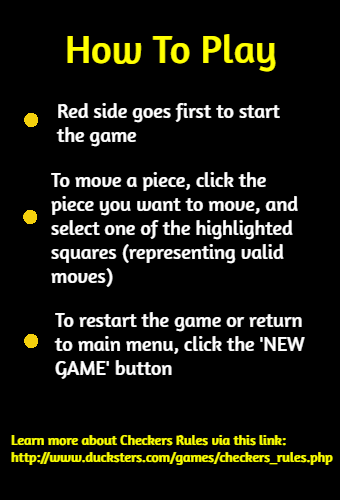 How To Play
Red side goes first to start
the game
To move a piece, click the
piece you want to move, and
select one of the highlighted
squares (representing valid
moves)
To restart the game or return
to main menu, click the 'NEW
GAME' button
Learn more about Checkers Rules via this link:
http://www.ducksters.com/games/checkers_rules.php